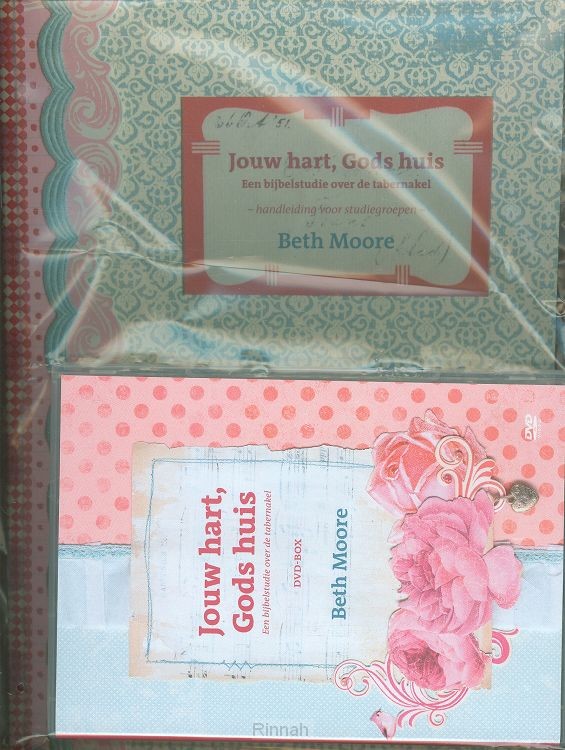 Jouw hart, Gods huis
Een bijbelstudie over de tabernakel
– handleiding voor studiegroepen –
Beth Moore
DVD
Jouw hart,
Gods huis
Een bijbelstudie over de tabernakel
DVD-BOX
Beth Moore
Rinnah